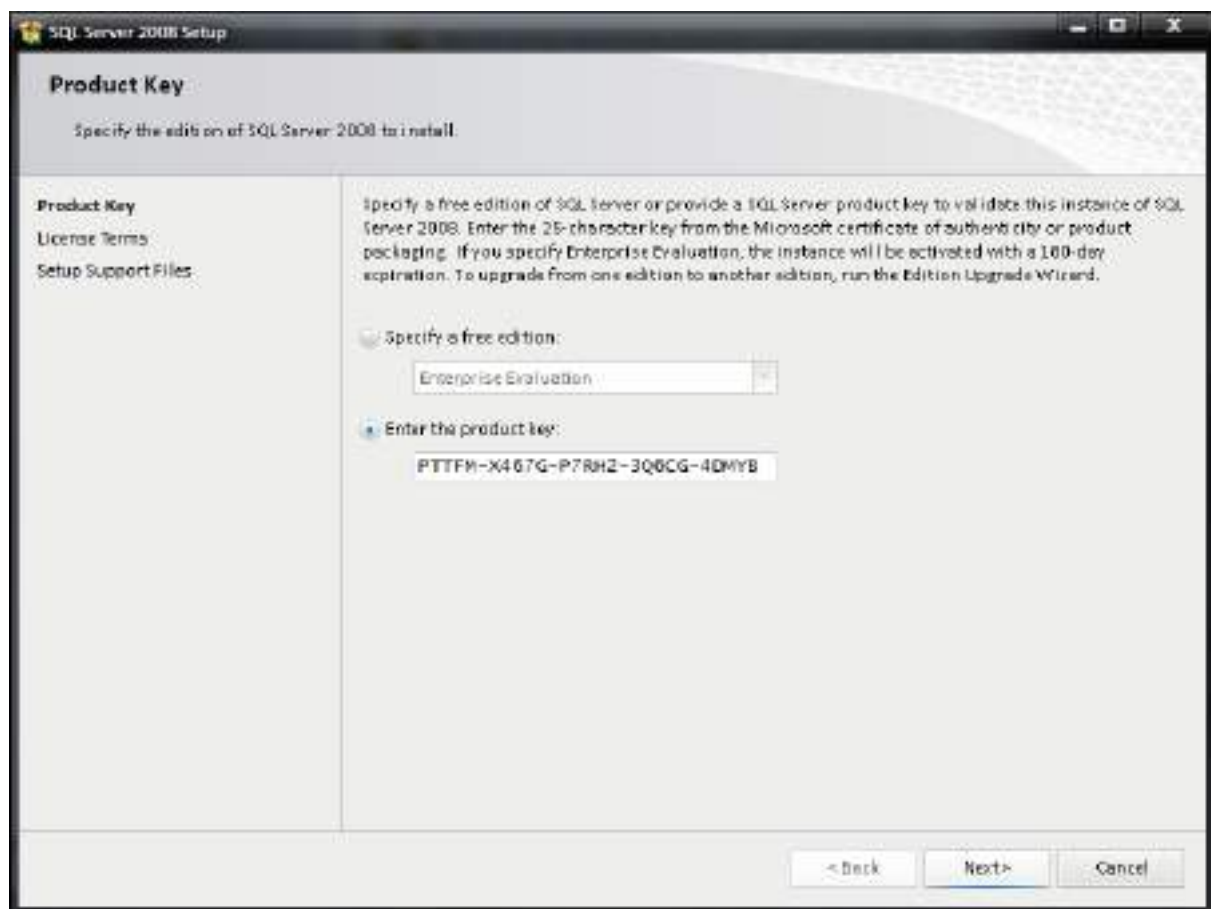 SQL Server 2008 Setup
Product Key
Specify the edition of SQL Server 2008 to install.
Product Key
License Terms
Setup Support Files
Specify a free edition of SQL Server or provide a SQL Server product key to validate this instance of SQL
Server 2008. Enter the 25-character key from the Microsoft certificate of authenticity or product
packaging. If you specify Enterprise Evaluation, the instance will be activated with a 180-day
expiration. To upgrade from one edition to another edition, run the Edition Upgrade Wizard.
Specify a free edition:
Enterprise Evaluation
Enter the product key:
< Back
Next >
Cancel